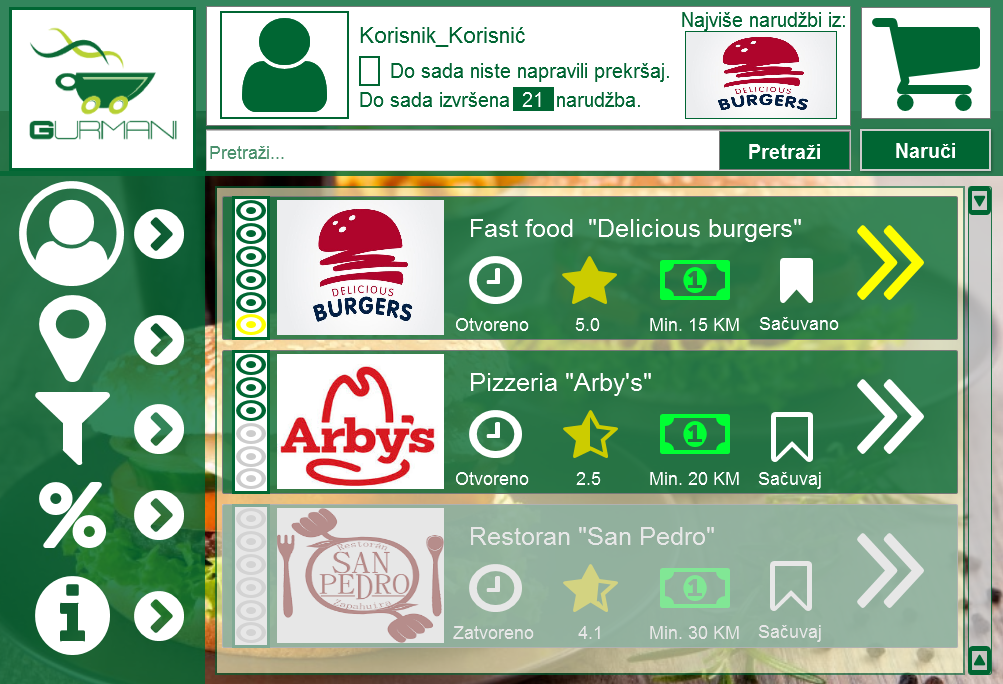 GURMANI
Korisnik_Korisnić
Do sada niste napravili prekršaj.
Do sada izvršena 21 narudžba.
Najviše narudžbi iz:
DELICIOUS
BURGERS
Pretraži...
Pretraži
Naruči
Fast food "Delicious burgers"
DELICIOUS
BURGERS
1
Otvoreno
5.0
Min. 15 KM
Sačuvano
Pizzeria "Arby's"
Arby's
1
Otvoreno
2.5
Min. 20 KM
Sačuvaj
Restoran "San Pedro"
Restoran
SAN
PEDRO
Zapahuira
1
Zatvoreno
4.1
Min. 30 KM
Sačuvaj
%
i